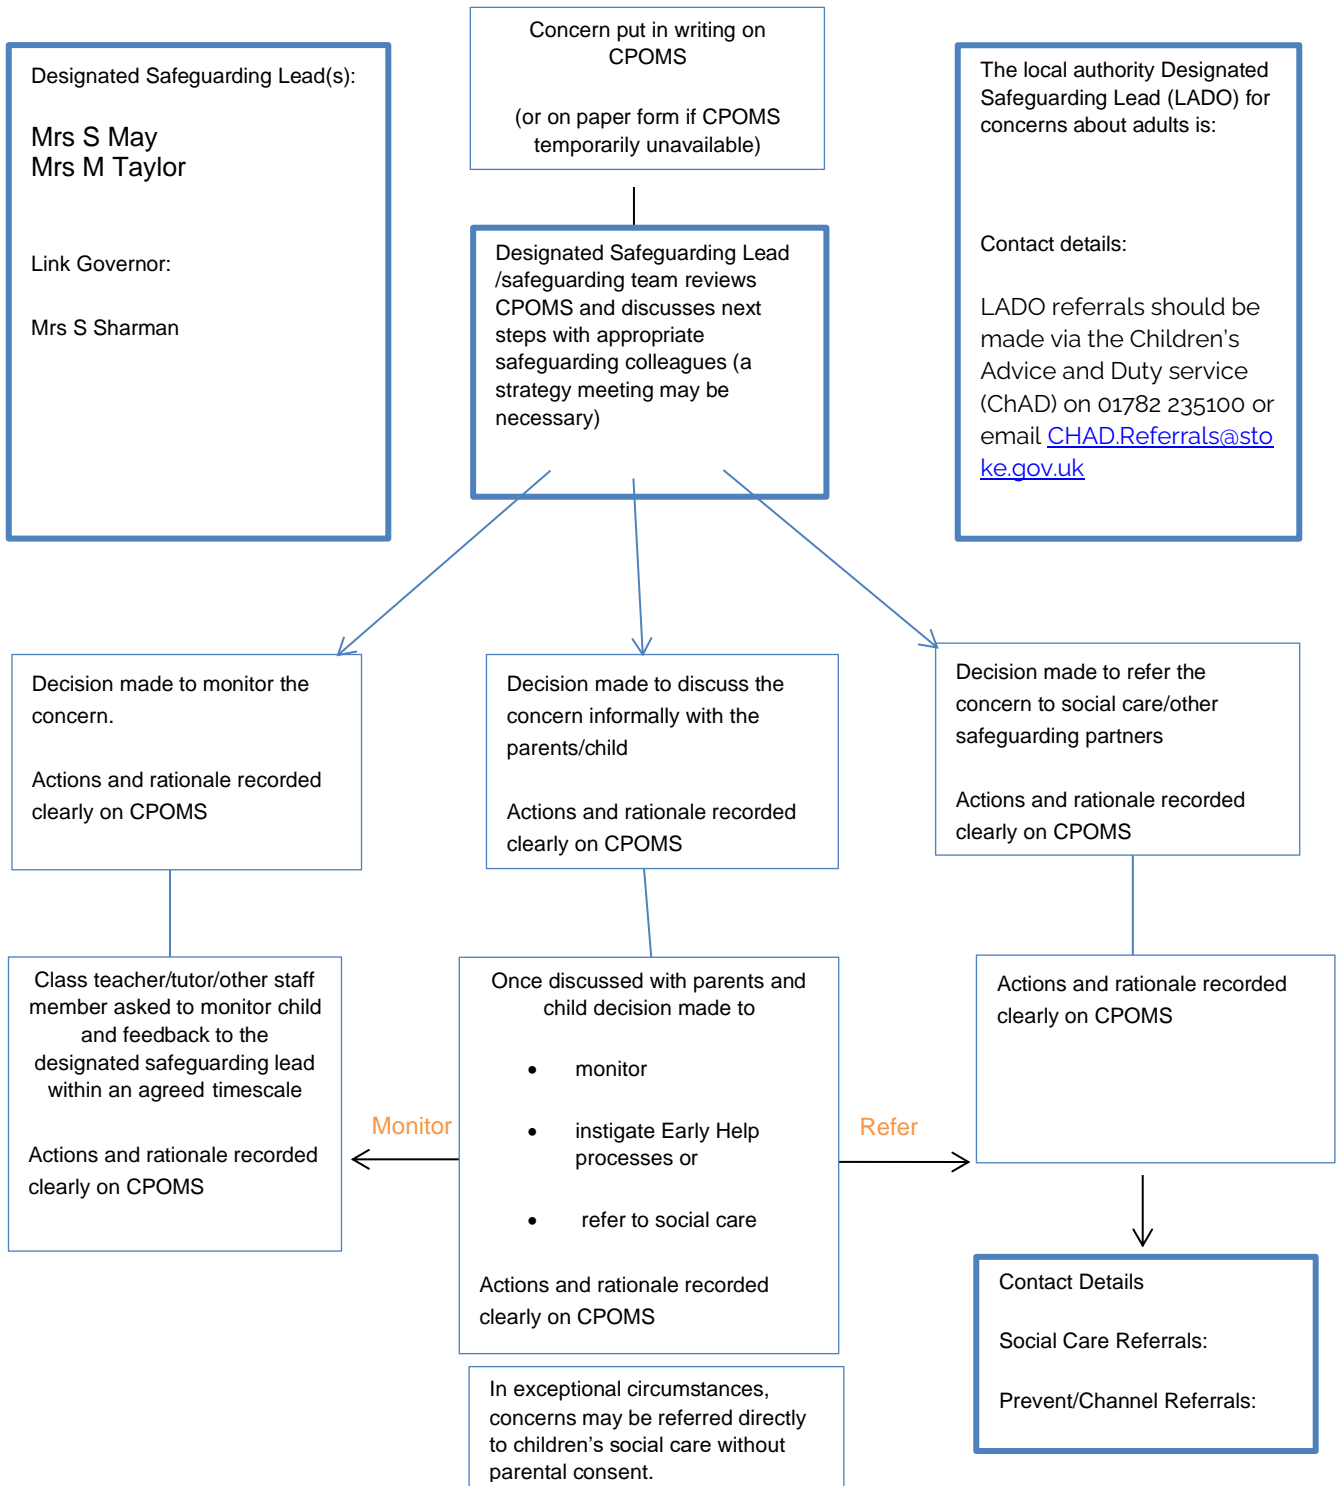 Concern put in writing on
CPOMS
(or on paper form if CPOMS
temporarily unavailable)
Designated Safeguarding Lead(s):
Mrs S May
Mrs M Taylor
Link Governor:
Mrs S Sharman
Designated Safeguarding Lead
/safeguarding team reviews
CPOMS and discusses next
steps with appropriate
safeguarding colleagues (a
strategy meeting may be
necessary)
The local authority Designated
Safeguarding Lead (LADO) for
concerns about adults is:
Contact details:
LADO referrals should be
made via the Children’s
Advice and Duty service
(ChAD) on 01782 235100 or
email CHAD.Referrals@sto
ke.gov.uk
Decision made to monitor the
concern.
Actions and rationale recorded
clearly on CPOMS
Decision made to discuss the
concern informally with the
parents/child
Actions and rationale recorded
clearly on CPOMS
Decision made to refer the
concern to social care/other
safeguarding partners
Actions and rationale recorded
clearly on CPOMS
Class teacher/tutor/other staff
member asked to monitor child
and feedback to the
designated safeguarding lead
within an agreed timescale
Actions and rationale recorded
clearly on CPOMS
Monitor
Once discussed with parents and
child decision made to
• monitor
• instigate Early Help
processes or
• refer to social care
Actions and rationale recorded
clearly on CPOMS
Refer
Actions and rationale recorded
clearly on CPOMS
In exceptional circumstances,
concerns may be referred directly
to children’s social care without
parental consent.
Contact Details
Social Care Referrals:
Prevent/Channel Referrals: